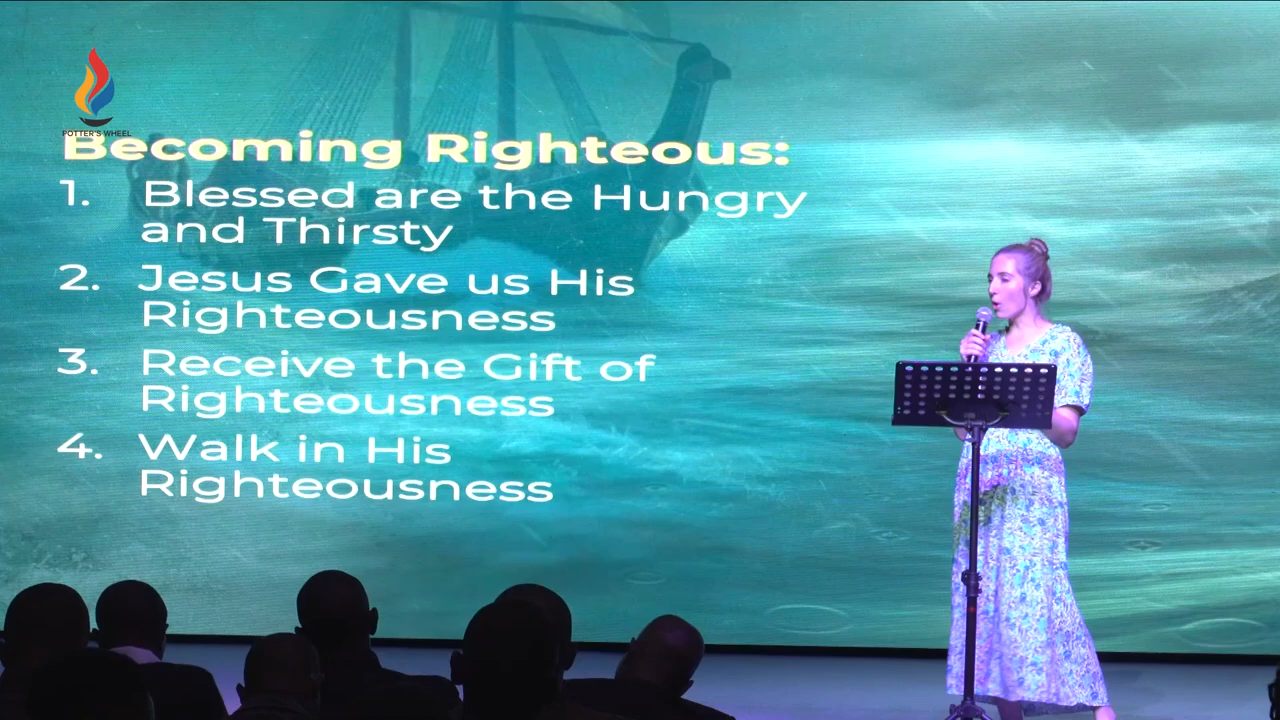 POTTER'S WHEEL
Becoming Righteous:
1. Blessed are the Hungry
and Thirsty
2. Jesus Gave us His
Righteousness
3. Receive the Gift of
Righteousness
4. Walk in His
Righteousness